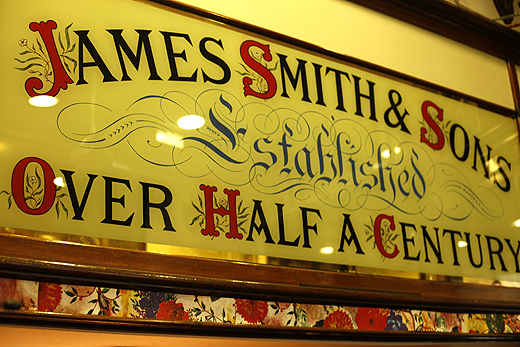 James Smith & Sons
Established
Over Half a Century